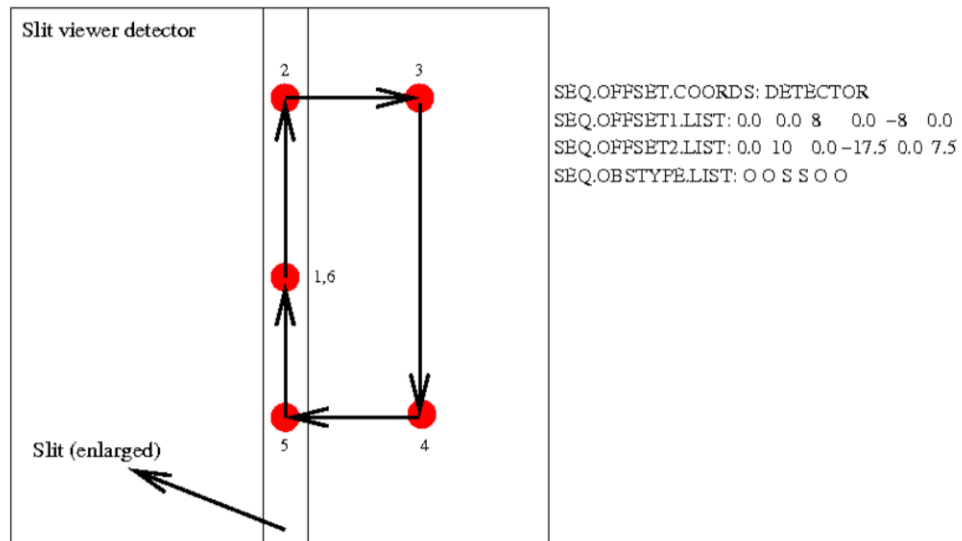 Slit viewer detector
2
3
SEQ.OFFSET.COORDS: DETECTOR
SEQ.OFFSET1.LIST: 0.0 0.0 8 0.0 −8 0.0
SEQ.OFFSET2.LIST: 0.0 10 0.0 −17.5 0.0 7.5
SEQ.OBSTYPE.LIST: O O S S O O
1,6
Slit (enlarged)
5
4